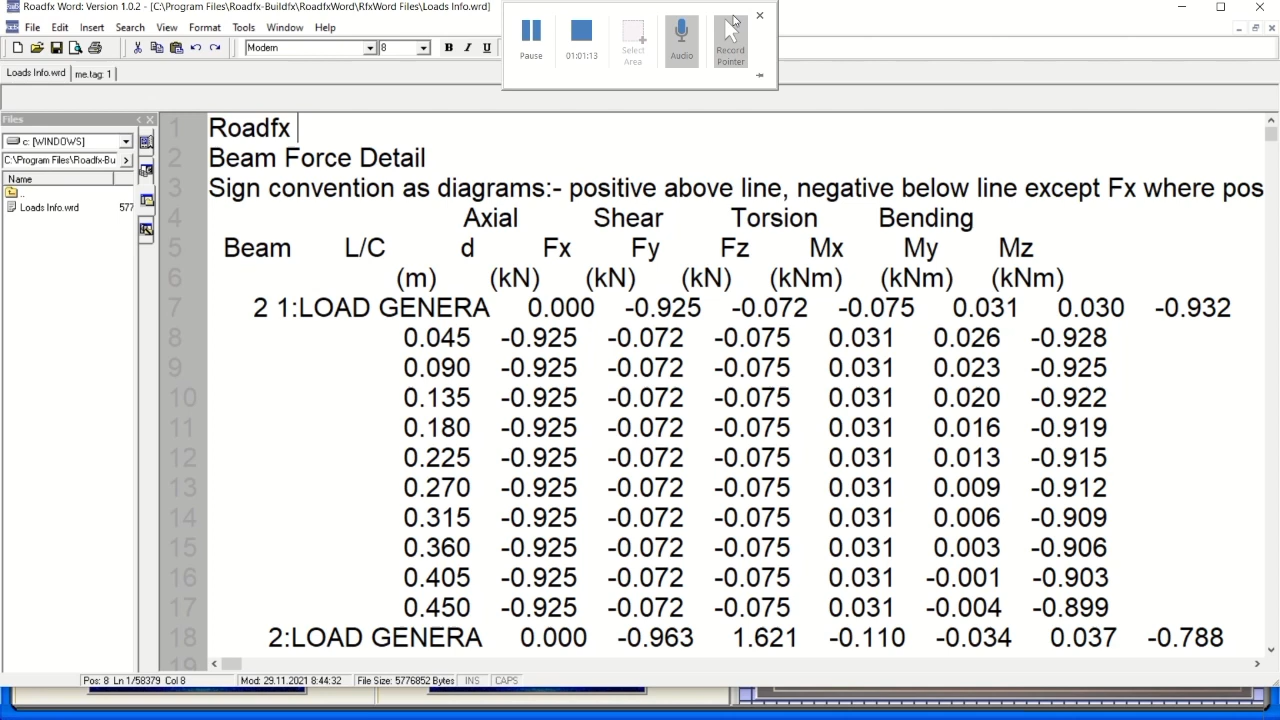 Roadfx Word: Version 1.0.2 - [C:\Program Files\Roadfx-Buildfx\RoadfxWord\RfxWord Files\Loads Info.wrd]
File Edit Insert Search View Format Tools Window Help
Modern 8 B I U
Loads Info.wrd me.tag: 1
Pause 01:01:13 Select Area Audio Record Pointer
Files
c: [WINDOWS]
C:\Program Files\Roadfx-Bu
Name
..
Loads Info.wrd 577
1 Roadfx
2 Beam Force Detail
3 Sign convention as diagrams:- positive above line, negative below line except Fx where pos
4 Axial Shear Torsion Bending
5 Beam L/C d Fx Fy Fz Mx My Mz
6 (m) (kN) (kN) (kN) (kNm) (kNm) (kNm)
7 2 1:LOAD GENERA 0.000 -0.925 -0.072 -0.075 0.031 0.030 -0.932
8 0.045 -0.925 -0.072 -0.075 0.031 0.026 -0.928
9 0.090 -0.925 -0.072 -0.075 0.031 0.023 -0.925
10 0.135 -0.925 -0.072 -0.075 0.031 0.020 -0.922
11 0.180 -0.925 -0.072 -0.075 0.031 0.016 -0.919
12 0.225 -0.925 -0.072 -0.075 0.031 0.013 -0.915
13 0.270 -0.925 -0.072 -0.075 0.031 0.009 -0.912
14 0.315 -0.925 -0.072 -0.075 0.031 0.006 -0.909
15 0.360 -0.925 -0.072 -0.075 0.031 0.003 -0.906
16 0.405 -0.925 -0.072 -0.075 0.031 -0.001 -0.903
17 0.450 -0.925 -0.072 -0.075 0.031 -0.004 -0.899
18 2:LOAD GENERA 0.000 -0.963 1.621 -0.110 -0.034 0.037 -0.788
19
Pos: 8 Ln 1/58379 Col 8 Mod: 29.11.2021 8:44:32 File Size: 5776852 Bytes INS CAPS